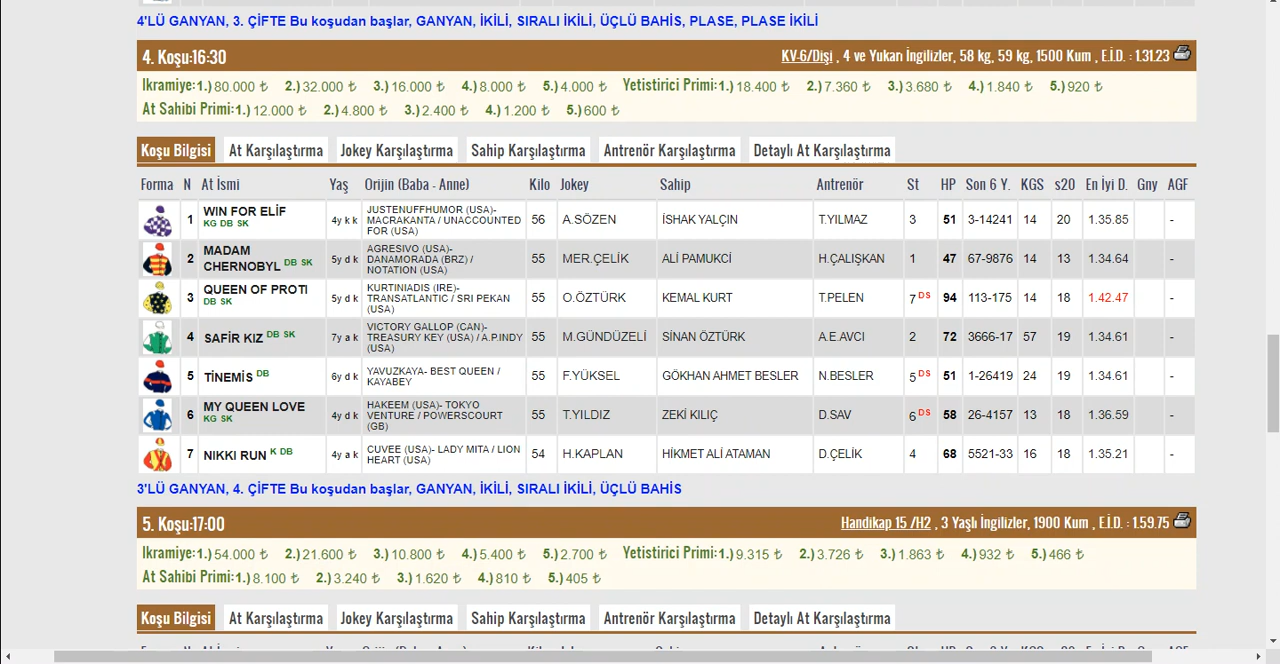 4'LÜ GANYAN, 3. ÇİFTE Bu koşudan başlar, GANYAN, İKİLİ, SIRALI İKİLİ, ÜÇLÜ BAHİS, PLASE, PLASE İKİLİ
4. Koşu:16:30 KV-6/Dişi , 4 ve Yukarı İngilizler, 58 kg, 59 kg, 1500 Kum , E.İ.D. : 1.31.23
Ikramiye:1.) 80.000 ₺ 2.) 32.000 ₺ 3.) 16.000 ₺ 4.) 8.000 ₺ 5.) 4.000 ₺ Yetistirici Primi:1.) 18.400 ₺ 2.) 7.360 ₺ 3.) 3.680 ₺ 4.) 1.840 ₺ 5.) 920 ₺
At Sahibi Primi:1.) 12.000 ₺ 2.) 4.800 ₺ 3.) 2.400 ₺ 4.) 1.200 ₺ 5.) 600 ₺
Koşu Bilgisi At Karşılaştırma Jokey Karşılaştırma Sahip Karşılaştırma Antrenör Karşılaştırma Detaylı At Karşılaştırma
Forma N At İsmi Yaş Orijin (Baba - Anne) Kilo Jokey Sahip Antrenör St HP Son 6 Y. KGS s20 En İyi D. Gny AGF
1 WIN FOR ELİF KG DB SK 4y k k JUSTENUFFHUMOR (USA)- MACRAKANTA / UNACCOUNTED FOR (USA) 56 A.SÖZEN İSHAK YALÇIN T.YILMAZ 3 51 3-14241 14 20 1.35.85 -
2 MADAM CHERNOBYL DB SK 5y d k AGRESIVO (USA)- DANAMORADA (BRZ) / NOTATION (USA) 55 MER.ÇELİK ALİ PAMUKCİ H.ÇALIŞKAN 1 47 67-9876 14 13 1.34.64 -
3 QUEEN OF PROTI DB SK 5y d k KURTINIADIS (IRE)- TRANSATLANTIC / SRI PEKAN (USA) 55 O.ÖZTÜRK KEMAL KURT T.PELEN 7 DS 94 113-175 14 18 1.42.47 -
4 SAFİR KIZ DB SK 7y a k VICTORY GALLOP (CAN)- TREASURY KEY (USA) / A.P.INDY (USA) 55 M.GÜNDÜZELİ SİNAN ÖZTÜRK A.E.AVCI 2 72 3666-17 57 19 1.34.61 -
5 TİNEMİS DB 6y d k YAVUZKAYA- BEST QUEEN / KAYABEY 55 F.YÜKSEL GÖKHAN AHMET BESLER N.BESLER 5 DS 51 1-26419 24 19 1.34.61 -
6 MY QUEEN LOVE KG SK 4y d k HAKEEM (USA)- TOKYO VENTURE / POWERSCOURT (GB) 55 T.YILDIZ ZEKİ KILIÇ D.SAV 6 DS 58 26-4157 13 18 1.36.59 -
7 NIKKI RUN K DB 4y a k CUVEE (USA)- LADY MITA / LION HEART (USA) 54 H.KAPLAN HİKMET ALİ ATAMAN D.ÇELİK 4 68 5521-33 16 18 1.35.21 -
3'LÜ GANYAN, 4. ÇİFTE Bu koşudan başlar, GANYAN, İKİLİ, SIRALI İKİLİ, ÜÇLÜ BAHİS
5. Koşu:17:00 Handikap 15 /H2 , 3 Yaşlı İngilizler, 1900 Kum , E.İ.D. : 1.59.75
Ikramiye:1.) 54.000 ₺ 2.) 21.600 ₺ 3.) 10.800 ₺ 4.) 5.400 ₺ 5.) 2.700 ₺ Yetistirici Primi:1.) 9.315 ₺ 2.) 3.726 ₺ 3.) 1.863 ₺ 4.) 932 ₺ 5.) 466 ₺
At Sahibi Primi:1.) 8.100 ₺ 2.) 3.240 ₺ 3.) 1.620 ₺ 4.) 810 ₺ 5.) 405 ₺
Koşu Bilgisi At Karşılaştırma Jokey Karşılaştırma Sahip Karşılaştırma Antrenör Karşılaştırma Detaylı At Karşılaştırma